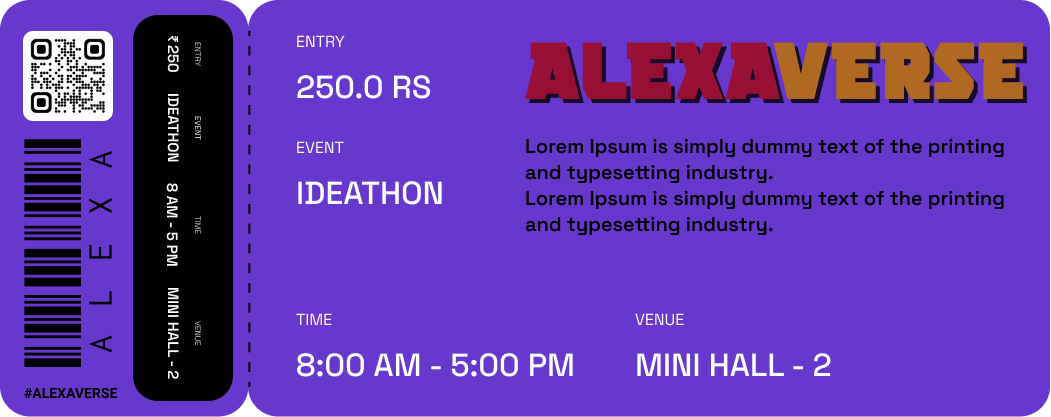 A L E X A
#ALEXAVERSE
ENTRY
₹ 250
EVENT
IDEATHON
TIME
8 AM - 5 PM
VENUE
MINI HALL - 2
ENTRY
250.0 RS
EVENT
IDEATHON
ALEXAVERSE
Lorem Ipsum is simply dummy text of the printing
and typesetting industry.
Lorem Ipsum is simply dummy text of the printing
and typesetting industry.
TIME
8:00 AM - 5:00 PM
VENUE
MINI HALL - 2